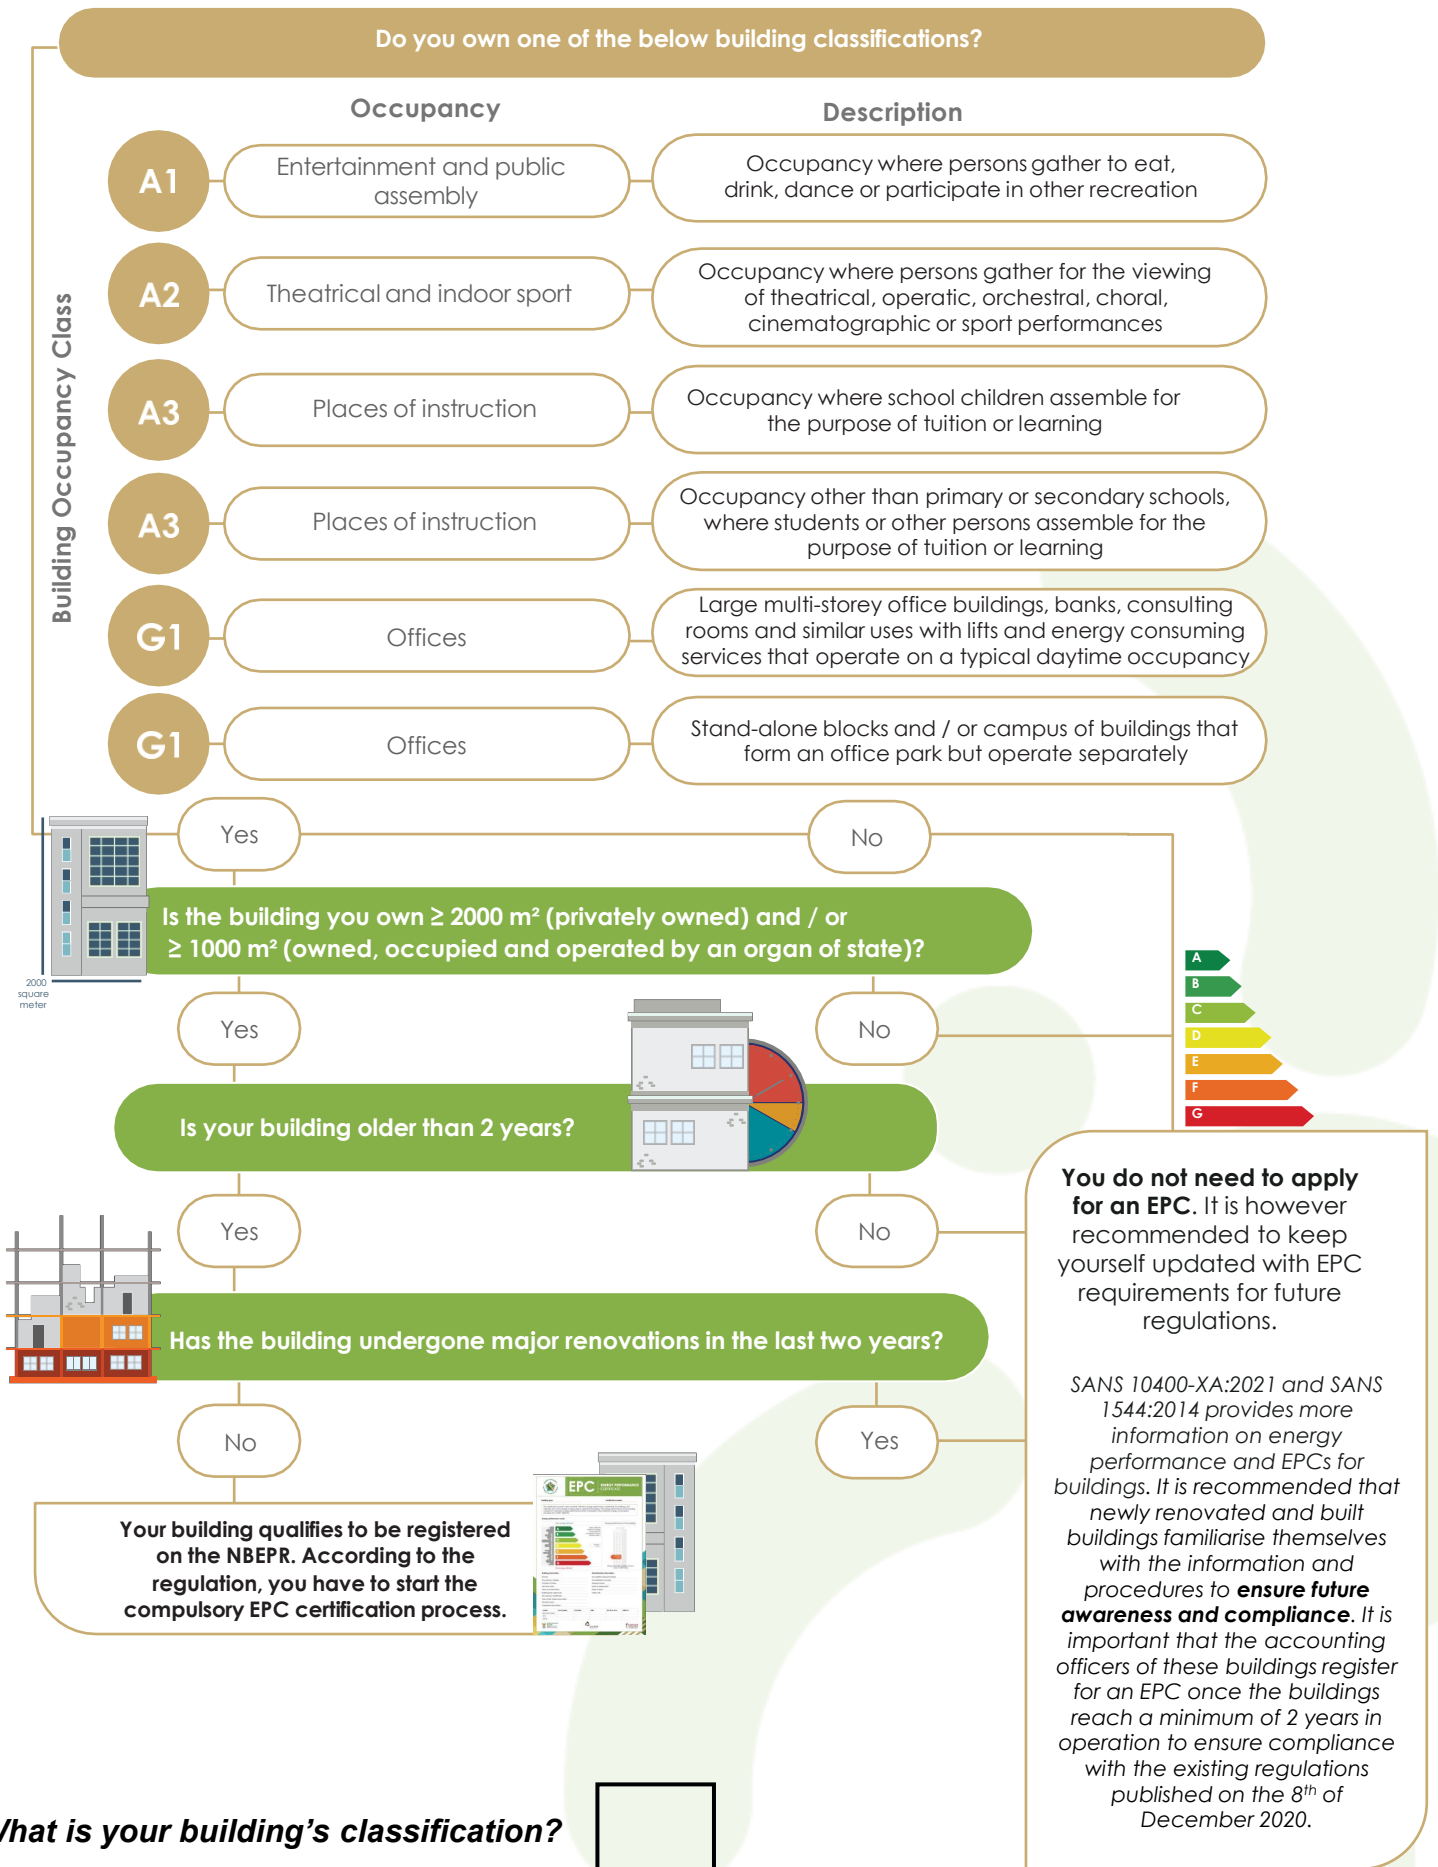 Do you own one of the below building classifications?
Occupancy
Description
Building Occupancy Class
A1
Entertainment and public
assembly
Occupancy where persons gather to eat,
drink, dance or participate in other recreation
A2
Theatrical and indoor sport
Occupancy where persons gather for the viewing
of theatrical, operatic, orchestral, choral,
cinematographic or sport performances
A3
Places of instruction
Occupancy where school children assemble for
the purpose of tuition or learning
A3
Places of instruction
Occupancy other than primary or secondary schools,
where students or other persons assemble for the
purpose of tuition or learning
G1
Offices
Large multi-storey office buildings, banks, consulting
rooms and similar uses with lifts and energy consuming
services that operate on a typical daytime occupancy
G1
Offices
Stand-alone blocks and / or campus of buildings that
form an office park but operate separately
Yes
No
Is the building you own ≥ 2000 m² (privately owned) and / or
≥ 1000 m² (owned, occupied and operated by an organ of state)?
2000
square
meter
Yes
No
A
B
C
D
E
F
G
Is your building older than 2 years?
Yes
No
Has the building undergone major renovations in the last two years?
No
Yes
Your building qualifies to be registered
on the NBEPR. According to the
regulation, you have to start the
compulsory EPC certification process.
EPC
You do not need to apply
for an EPC. It is however
recommended to keep
yourself updated with EPC
requirements for future
regulations.
SANS 10400-XA:2021 and SANS
1544:2014 provides more
information on energy
performance and EPCs for
buildings. It is recommended that
newly renovated and built
buildings familiarise themselves
with the information and
procedures to ensure future
awareness and compliance. It is
important that the accounting
officers of these buildings register
for an EPC once the buildings
reach a minimum of 2 years in
operation to ensure compliance
with the existing regulations
published on the 8th of
December 2020.
What is your building's classification?